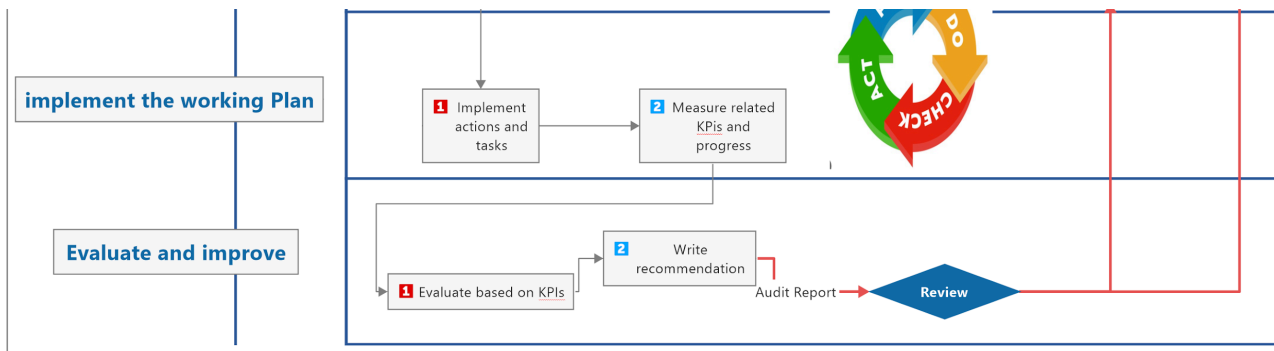 DO
CHECK
ACT
implement the working Plan
1 Implement
actions and
tasks
2 Measure related
KPis and
progress
Evaluate and improve
2 Write
recommendation
1 Evaluate based on KPIs
Audit Report
Review